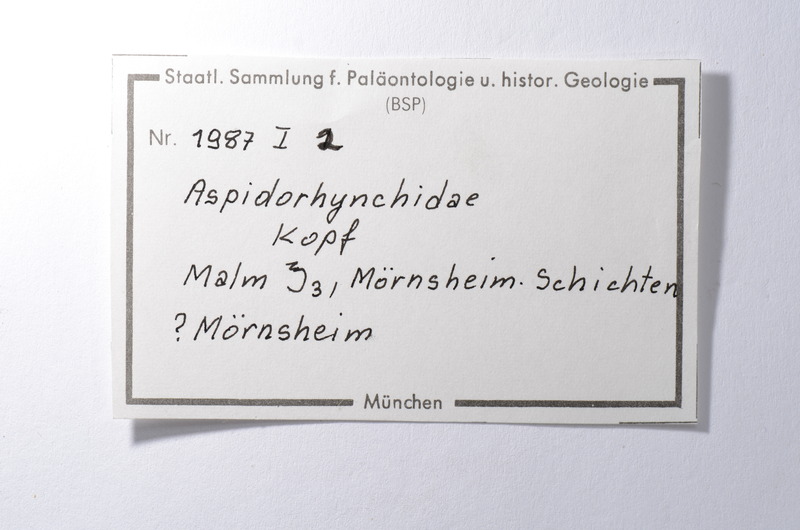 Staatl. Sammlung f. Paläontologie u. histor. Geologie
(BSP)
Nr. 1987 I 2
Aspidorhynchidae
Kopf
Malm ζ3, Mörnsheim. Schichten
? Mörnsheim
München